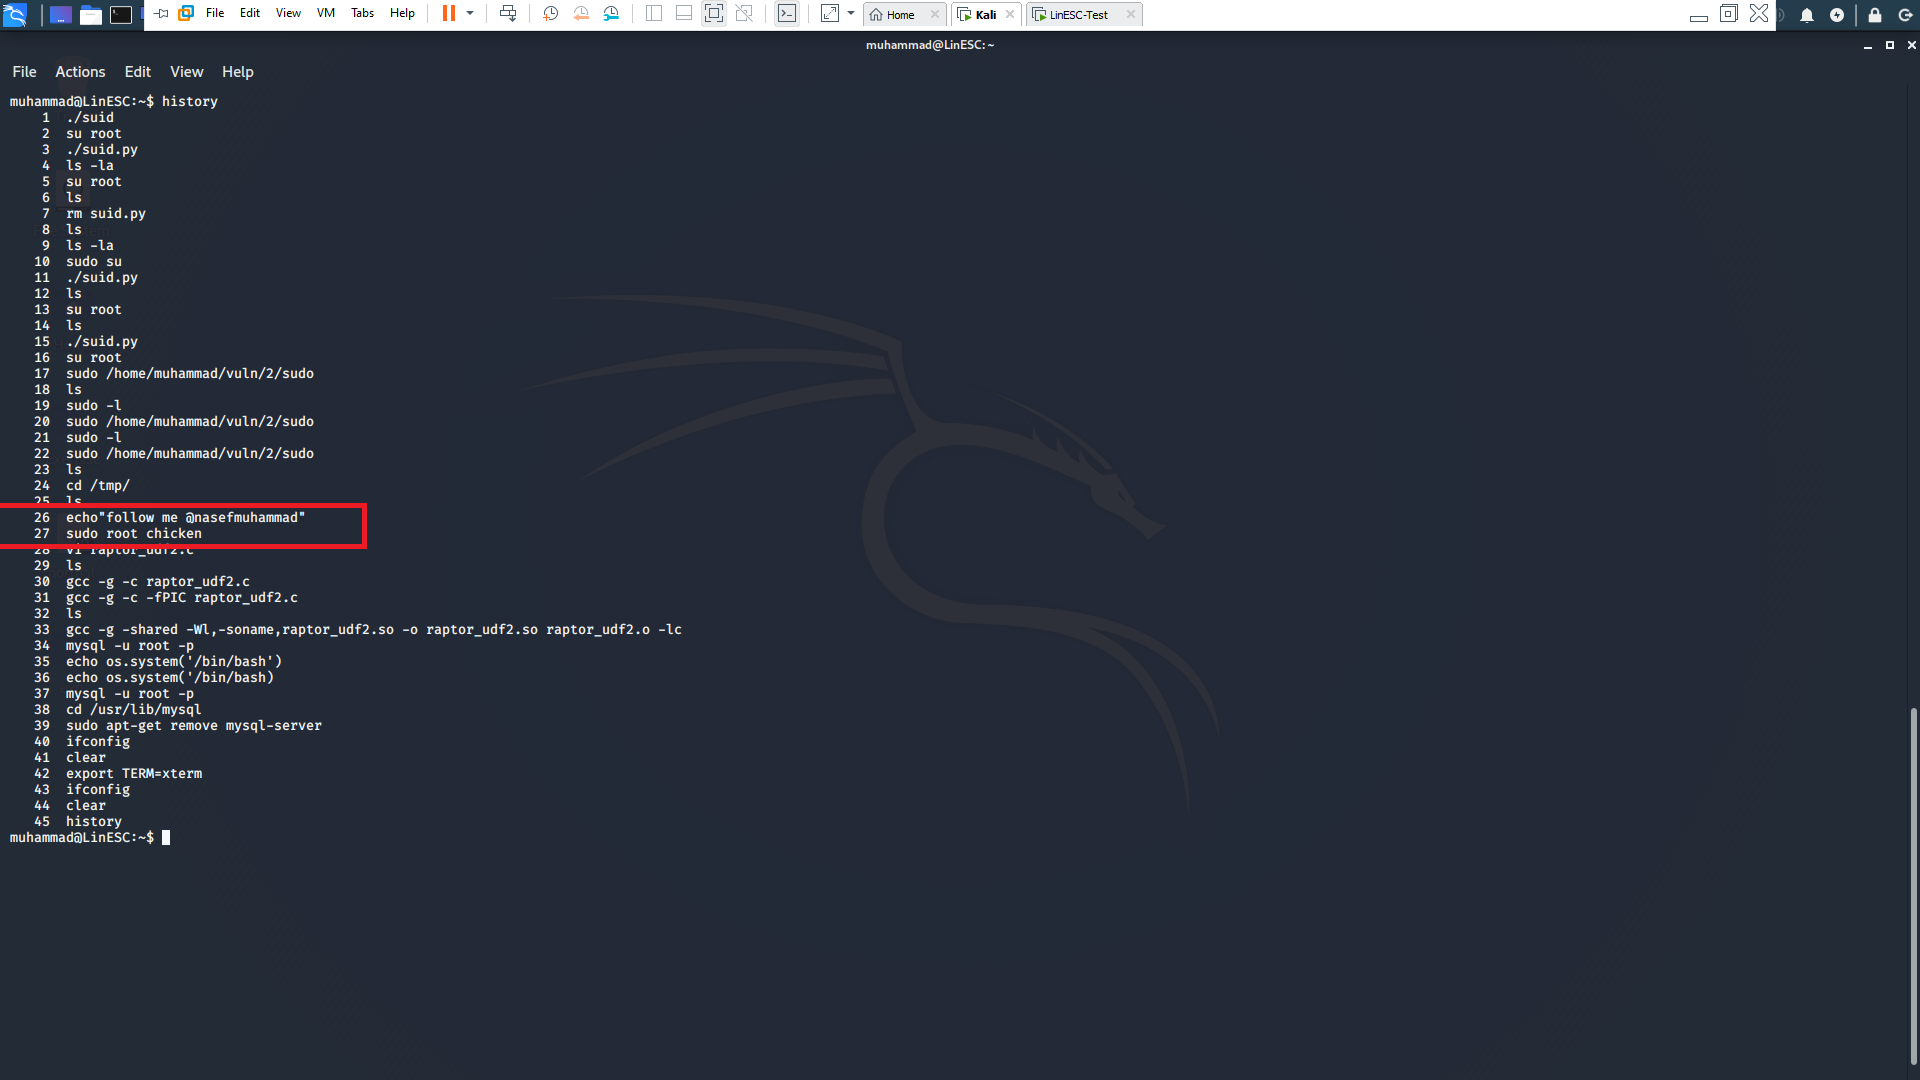 File Edit View VM Tabs Help Home Kali LinESC-Test
muhammad@LinESC: ~
File Actions Edit View Help
muhammad@LinESC:~$ history
1 ./suid
2 su root
3 ./suid.py
4 ls -la
5 su root
6 ls
7 rm suid.py
8 ls
9 ls -la
10 sudo su
11 ./suid.py
12 ls
13 su root
14 ls
15 ./suid.py
16 su root
17 sudo /home/muhammad/vuln/2/sudo
18 ls
19 sudo -l
20 sudo /home/muhammad/vuln/2/sudo
21 sudo -l
22 sudo /home/muhammad/vuln/2/sudo
23 ls
24 cd /tmp/
25 ls
26 echo"follow me @nasefmuhammad"
27 sudo root chicken
28 vi raptor_udf2.c
29 ls
30 gcc -g -c raptor_udf2.c
31 gcc -g -c -fPIC raptor_udf2.c
32 ls
33 gcc -g -shared -Wl,-soname,raptor_udf2.so -o raptor_udf2.so raptor_udf2.o -lc
34 mysql -u root -p
35 echo os.system('/bin/bash')
36 echo os.system('/bin/bash)
37 mysql -u root -p
38 cd /usr/lib/mysql
39 sudo apt-get remove mysql-server
40 ifconfig
41 clear
42 export TERM=xterm
43 ifconfig
44 clear
45 history
muhammad@LinESC:~$